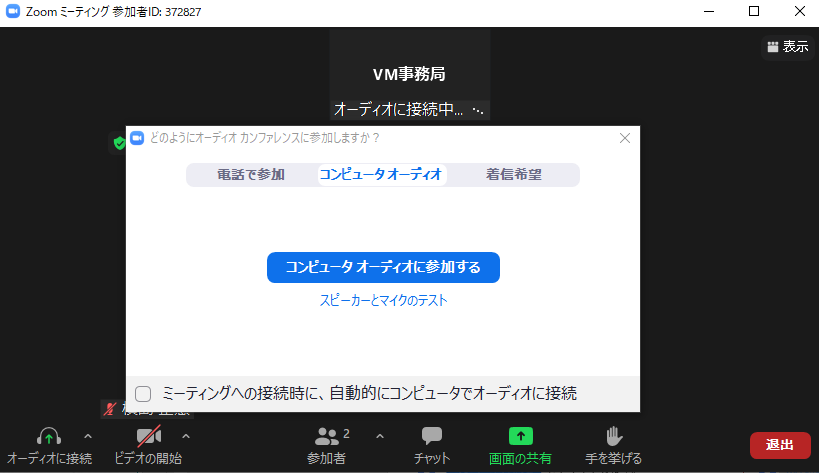 Zoom ミーティング 参加者ID: 372827
表示
VM事務局
オーディオに接続中...
どのようにオーディオ カンファレンスに参加しますか？
電話で参加
コンピュータ オーディオ
着信希望
コンピュータ オーディオに参加する
スピーカーとマイクのテスト
ミーティングへの接続時に、自動的にコンピュータでオーディオに接続
オーディオに接続
ビデオの開始
参加者
2
チャット
画面の共有
手を挙げる
退出